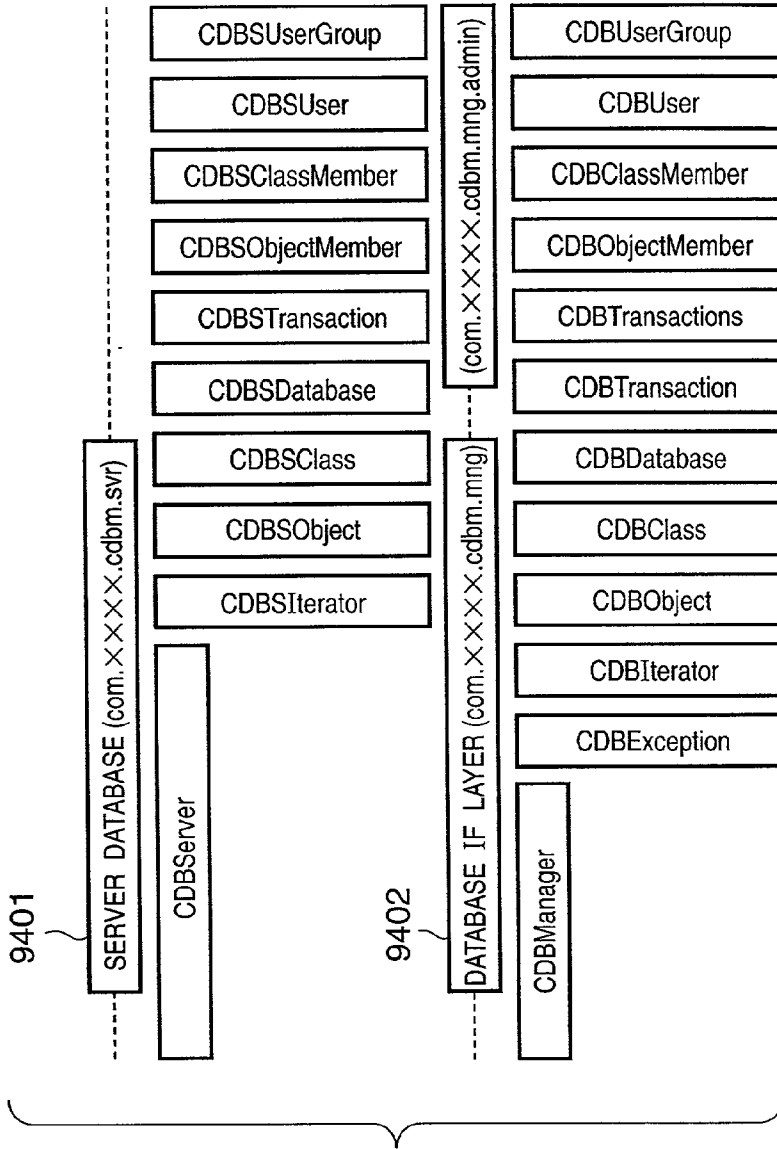 9401
SERVER DATABASE (com.××××.cdbm.svr)
CDBServer
CDBSIterator
CDBSObject
CDBSClass
CDBSDatabase
CDBSTransaction
CDBSObjectMember
CDBSClassMember
CDBSUser
CDBSUserGroup
9402
DATABASE IF LAYER (com.××××.cdbm.mng)
(com.××××.cdbm.mng.admin)
CDBManager
CDBException
CDBIterator
CDBObject
CDBClass
CDBDatabase
CDBTransaction
CDBTransactions
CDBObjectMember
CDBClassMember
CDBUser
CDBUserGroup